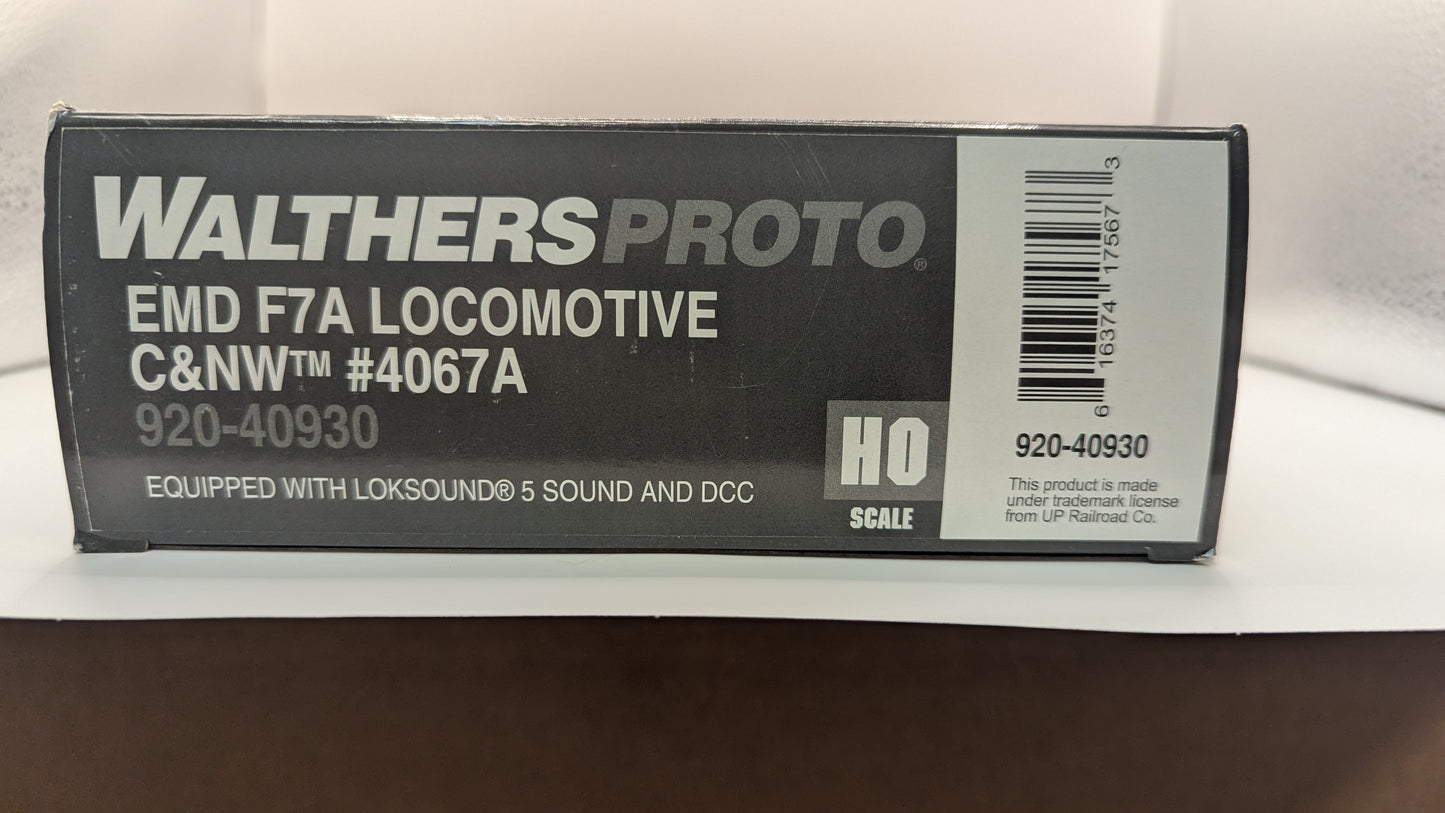 WALTHERSPROTO®
EMD F7A LOCOMOTIVE
C&NW™ #4067A
920-40930
EQUIPPED WITH LOKSOUND® 5 SOUND AND DCC
HO
SCALE
6 16374 17567 3
920-40930
This product is made
under trademark license
from UP Railroad Co.